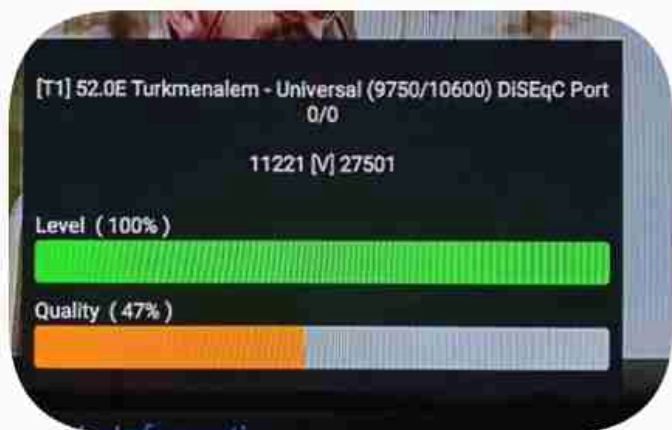 [T1] 52.0E Turkmenalem - Universal (9750/10600) DiSEqC Port
0/0
11221 [V] 27501
Level ( 100% )
Quality ( 47% )